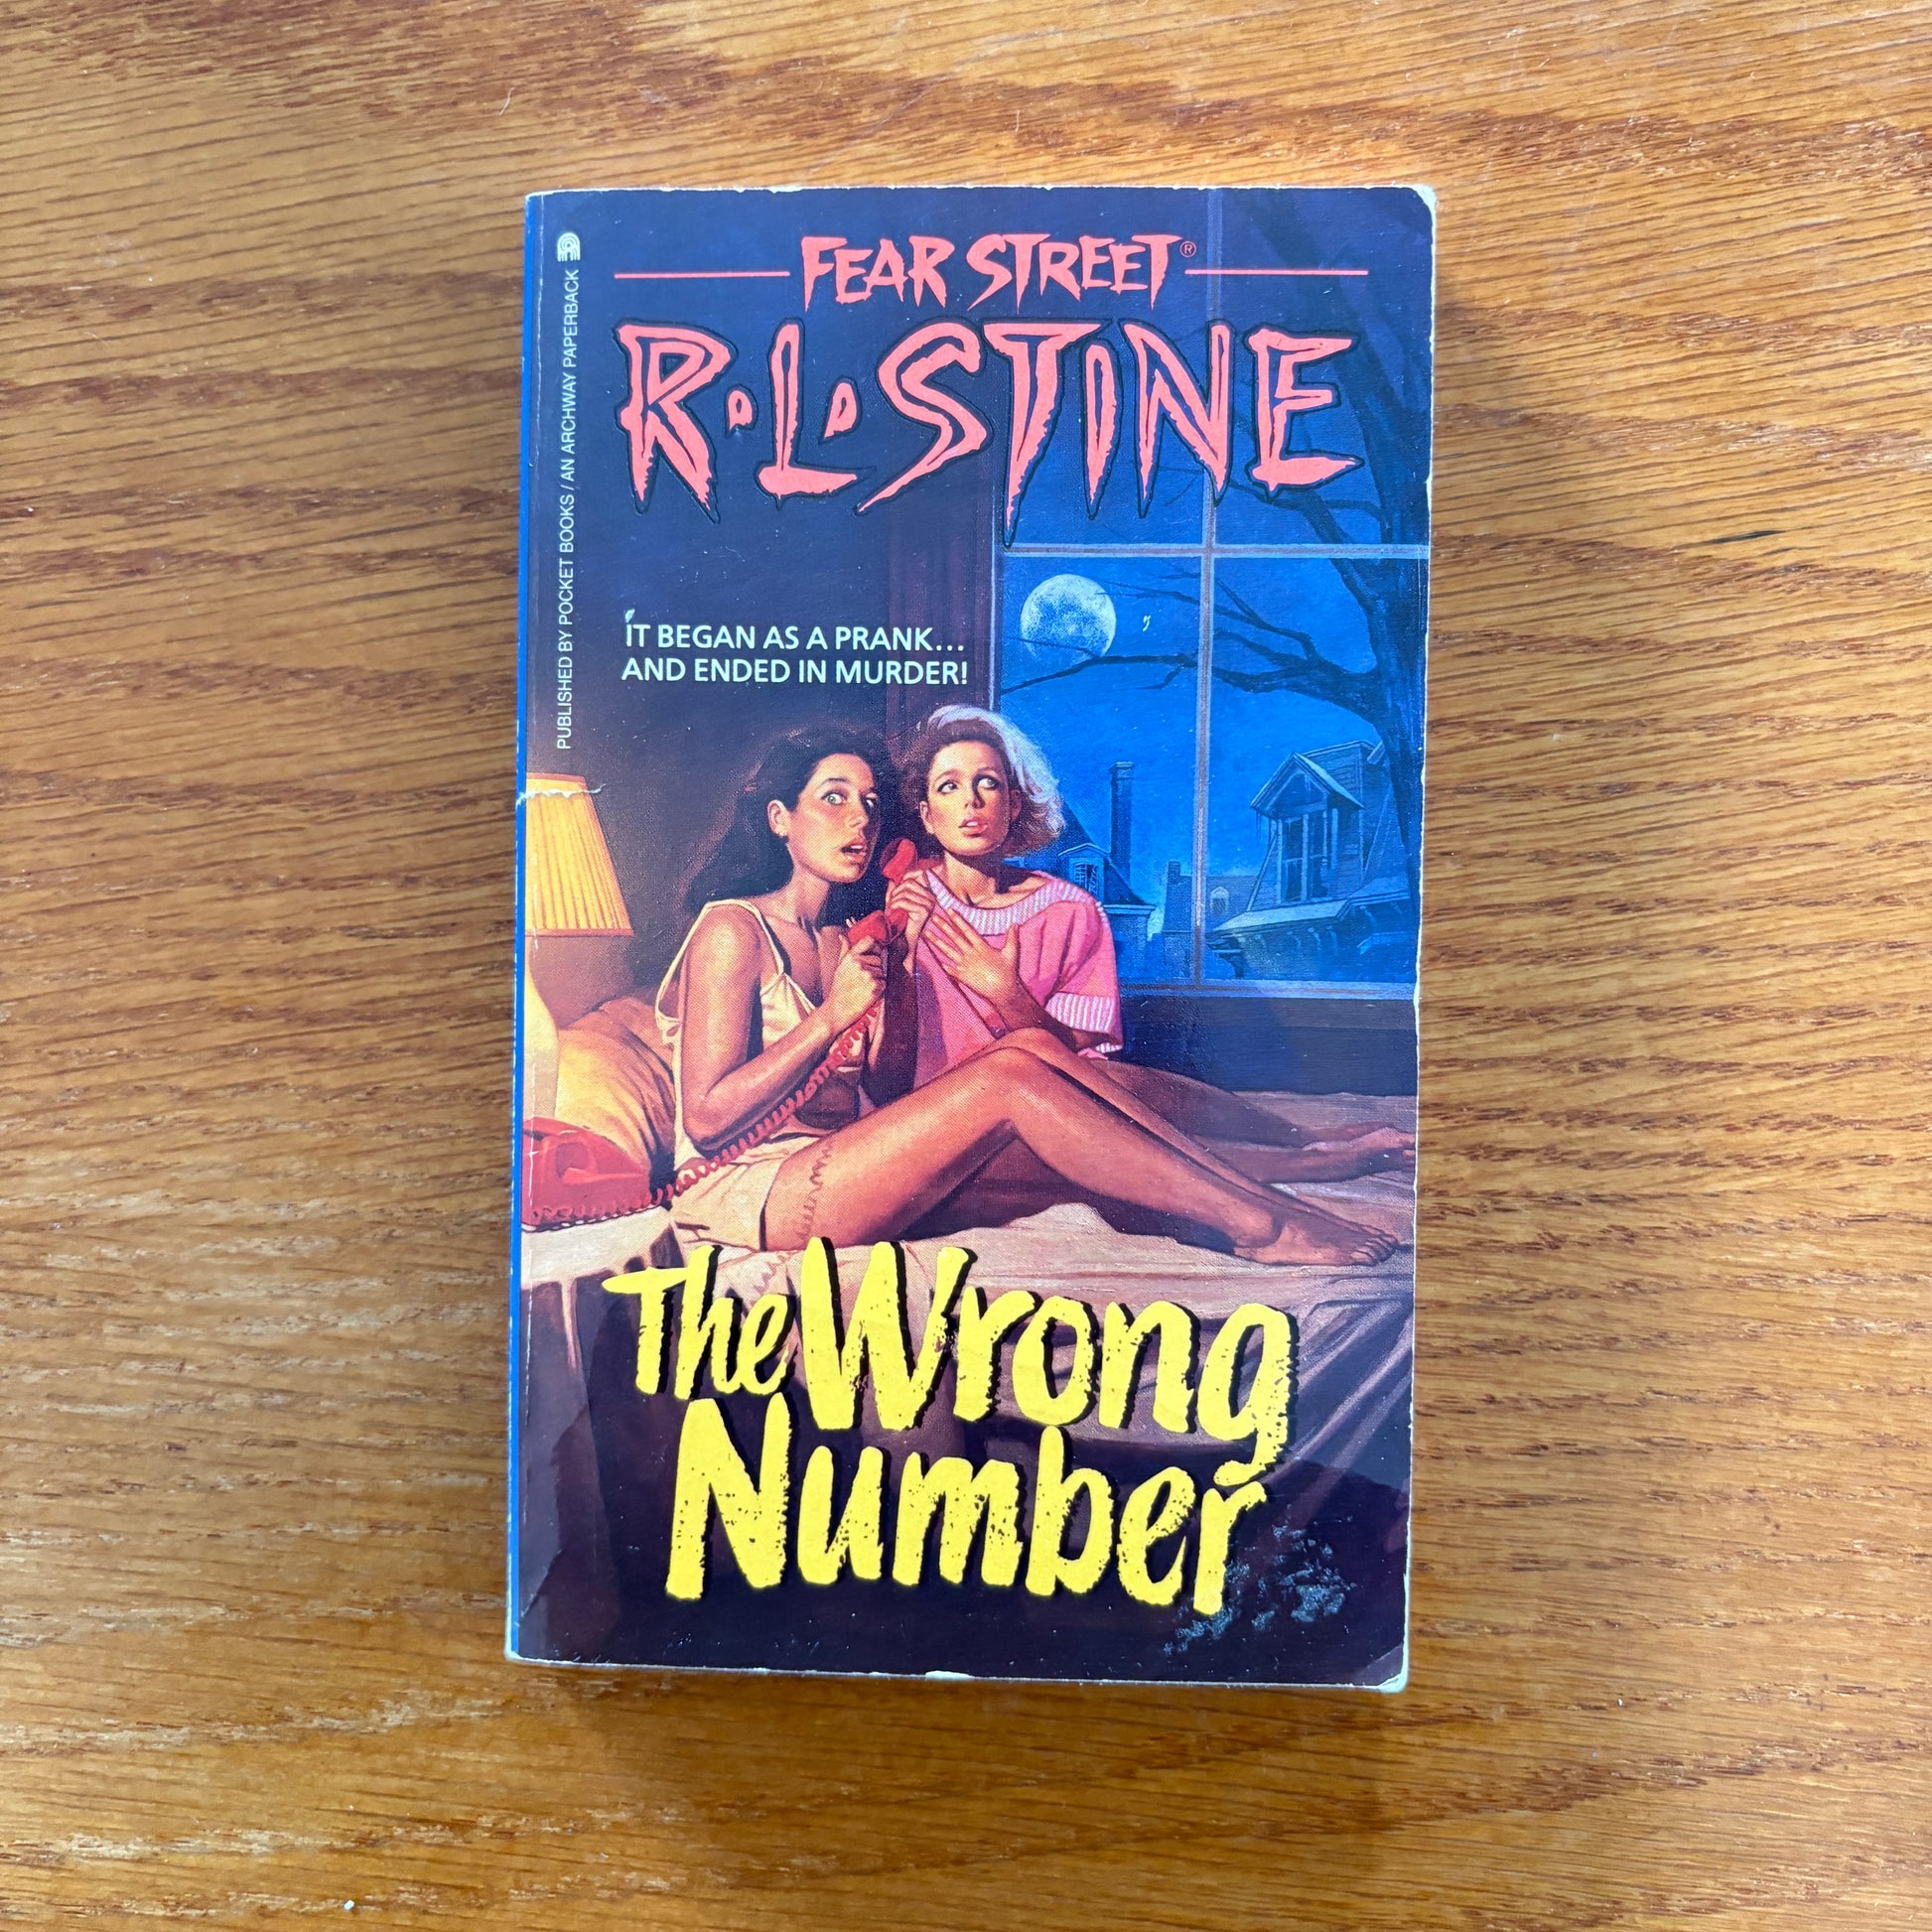 FEAR STREET®
R·L·STINE
IT BEGAN AS A PRANK...
AND ENDED IN MURDER!
The Wrong
Number
PUBLISHED BY POCKET BOOKS / AN ARCHWAY PAPERBACK